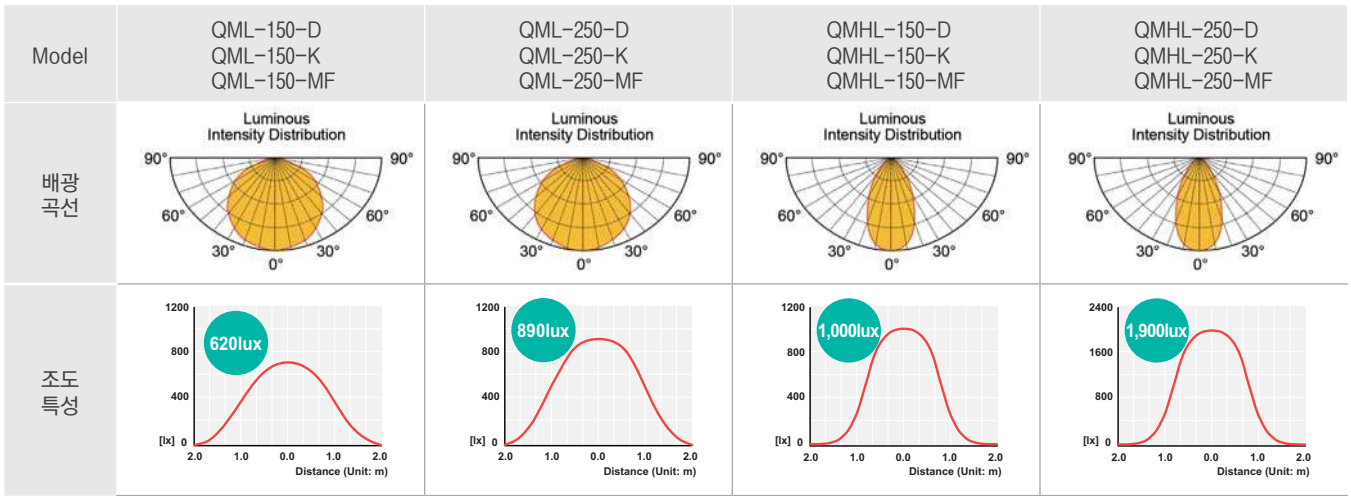 Model
QML-150-D
QML-150-K
QML-150-MF
QML-250-D
QML-250-K
QML-250-MF
QMHL-150-D
QMHL-150-K
QMHL-150-MF
QMHL-250-D
QMHL-250-K
QMHL-250-MF
배광
곡선
Luminous
Intensity Distribution
90° 90°
60° 60°
30° 30°
0°
Luminous
Intensity Distribution
90° 90°
60° 60°
30° 30°
0°
Luminous
Intensity Distribution
90° 90°
60° 60°
30° 30°
0°
Luminous
Intensity Distribution
90° 90°
60° 60°
30° 30°
0°
조도
특성
1200
620lux
800
400
[lx] 0
2.0 1.0 0.0 1.0 2.0
Distance (Unit: m)
1200
890lux
800
400
[lx] 0
2.0 1.0 0.0 1.0 2.0
Distance (Unit: m)
1200
1,000lux
800
400
[lx] 0
2.0 1.0 0.0 1.0 2.0
Distance (Unit: m)
2400
1,900lux
1600
800
[lx] 0
2.0 1.0 0.0 1.0 2.0
Distance (Unit: m)